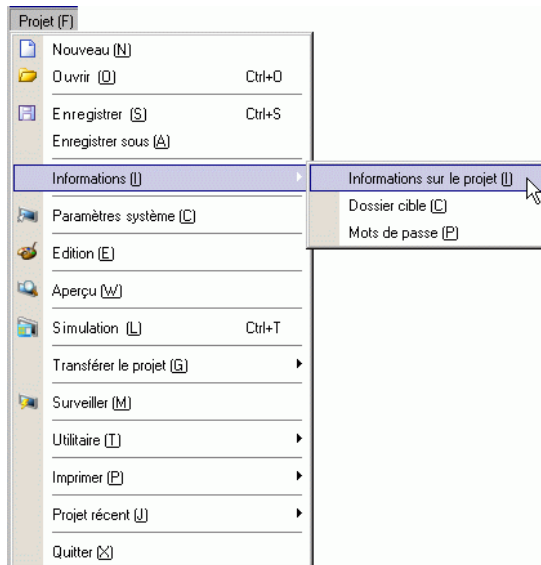 Projet (F)
Nouveau (N)
Ouvrir (O) Ctrl+O
Enregistrer (S) Ctrl+S
Enregistrer sous (A)
Informations (I)
Informations sur le projet (I)
Dossier cible (C)
Mots de passe (P)
Paramètres système (C)
Edition (E)
Aperçu (W)
Simulation (L) Ctrl+T
Transférer le projet (G)
Surveiller (M)
Utilitaire (T)
Imprimer (P)
Projet récent (J)
Quitter (X)